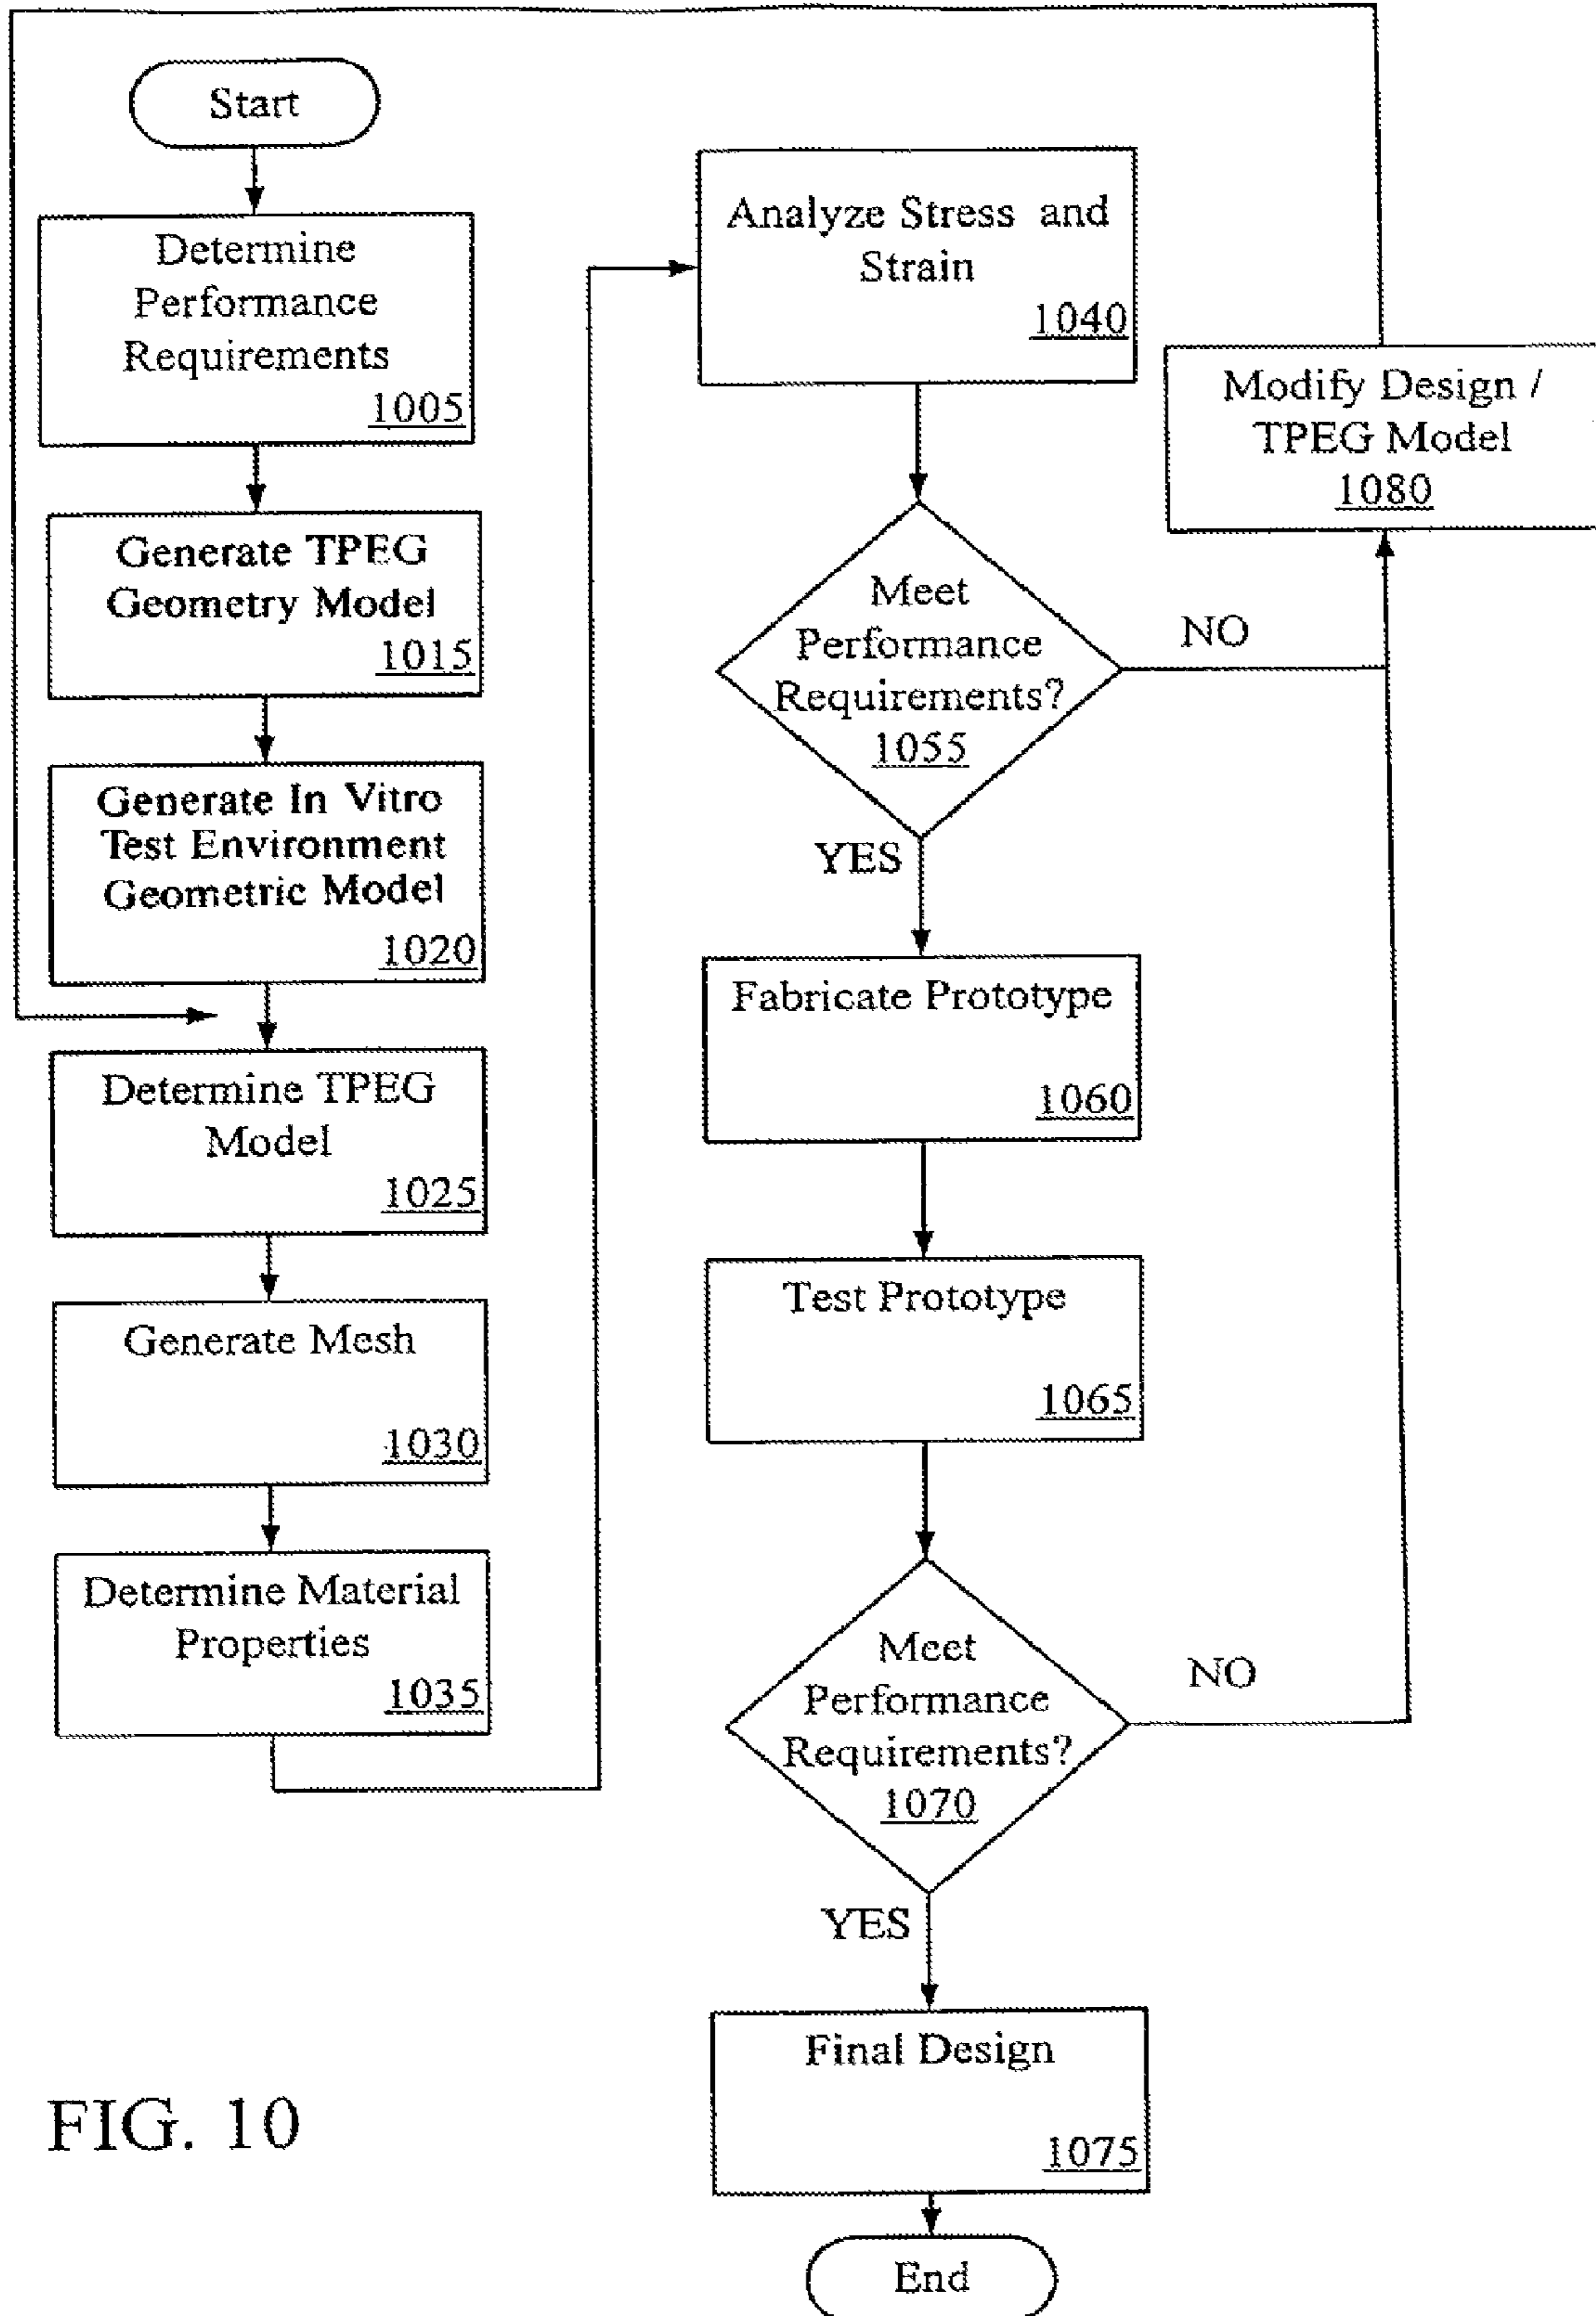 Start
Determine
Performance
Requirements
1005
Generate TPEG
Geometry Model
1015
Generate In Vitro
Test Environment
Geometric Model
1020
Determine TPEG
Model
1025
Generate Mesh
1030
Determine Material
Properties
1035
Analyze Stress and
Strain
1040
Meet
Performance
Requirements?
1055
NO
YES
Modify Design /
TPEG Model
1080
Fabricate Prototype
1060
Test Prototype
1065
Meet
Performance
Requirements?
1070
NO
YES
Final Design
1075
End
FIG. 10